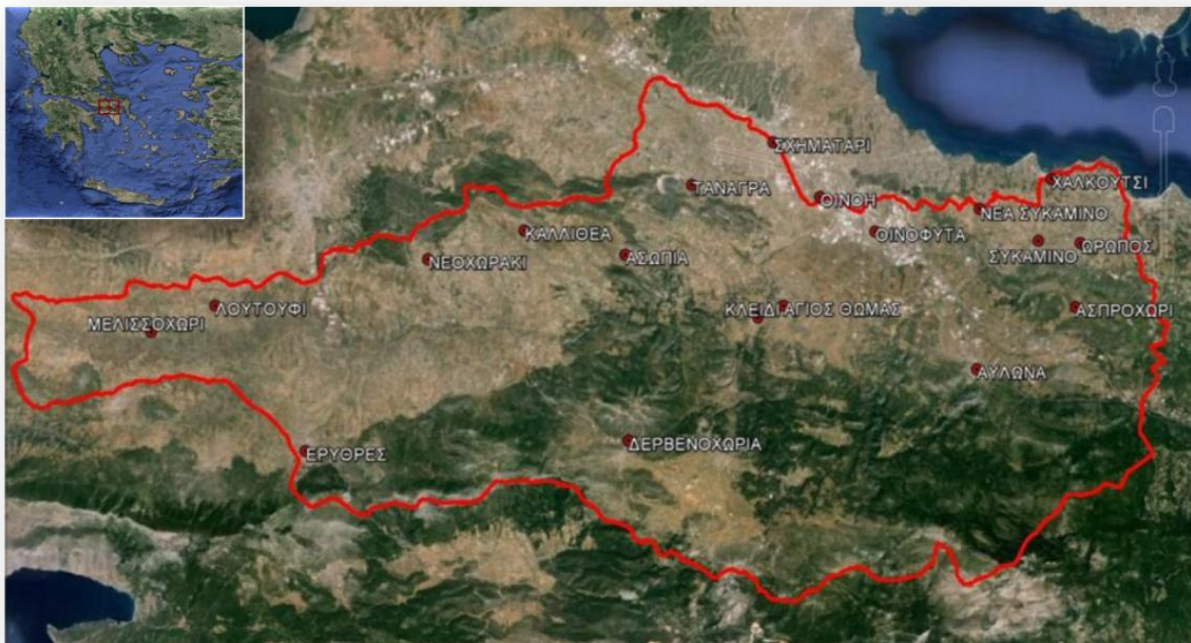 ΣΧΗΜΑΤΑΡΙ
ΧΑΛΚΟΥΤΣΙ
ΤΑΝΑΓΡΑ
ΟΙΝΟΗ
ΝΕΑ ΣΥΚΑΜΙΝΟ
ΚΑΛΛΙΘΕΑ
ΟΙΝΟΦΥΤΑ
ΝΕΟΧΩΡΑΚΙ
ΑΣΩΠΙΑ
ΣΥΚΑΜΙΝΟ
ΩΡΩΠΟΣ
ΛΟΥΤΟΥΦΙ
ΚΛΕΙΔΙ
ΑΓΙΟΣ ΘΩΜΑΣ
ΑΣΠΡΟΧΩΡΙ
ΜΕΛΙΣΣΟΧΩΡΙ
ΑΥΛΩΝΑ
ΕΡΥΘΡΕΣ
ΔΕΡΒΕΝΟΧΩΡΙΑ